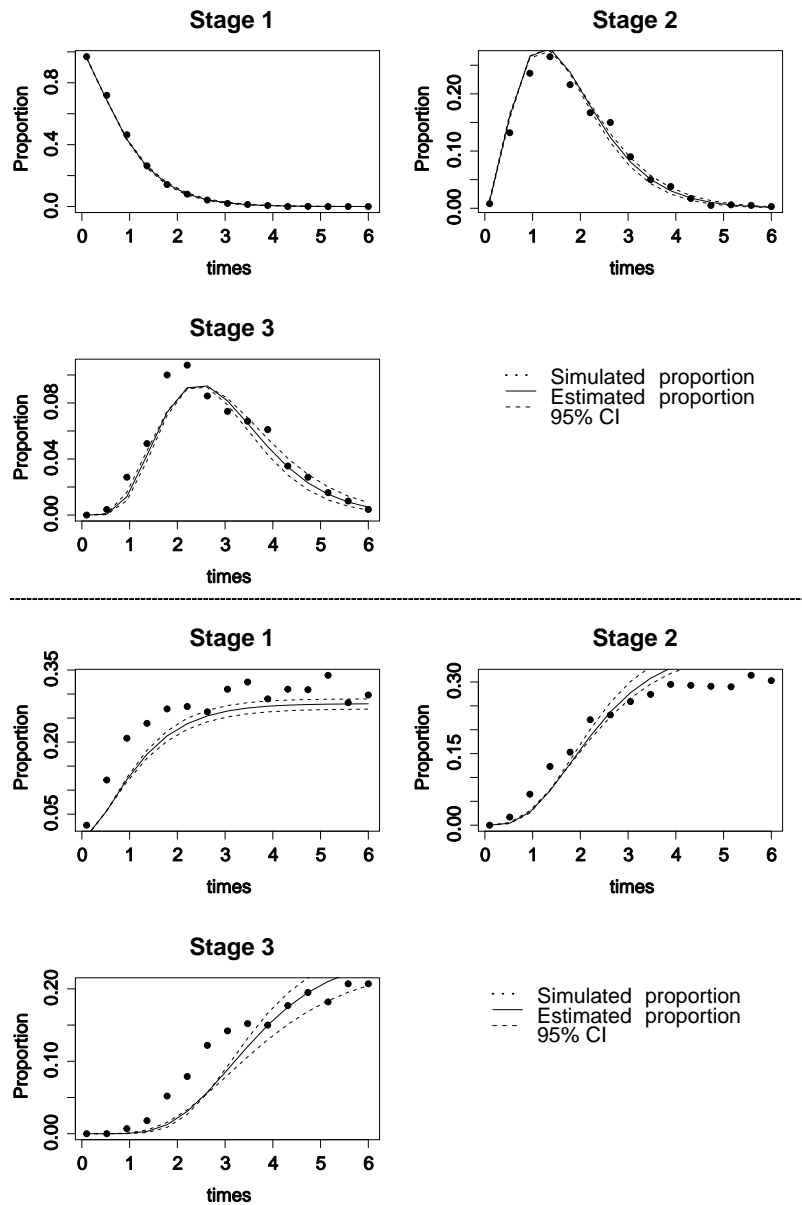 Stage 1
Proportion
0.0 0.4 0.8
0 1 2 3 4 5 6
times
Stage 2
Proportion
0.00 0.10 0.20
0 1 2 3 4 5 6
times
Stage 3
Proportion
0.00 0.04 0.08
0 1 2 3 4 5 6
times
Simulated proportion
Estimated proportion
95% CI
Stage 1
Proportion
0.05 0.20 0.35
0 1 2 3 4 5 6
times
Stage 2
Proportion
0.00 0.15 0.30
0 1 2 3 4 5 6
times
Stage 3
Proportion
0.00 0.10 0.20
0 1 2 3 4 5 6
times
Simulated proportion
Estimated proportion
95% CI